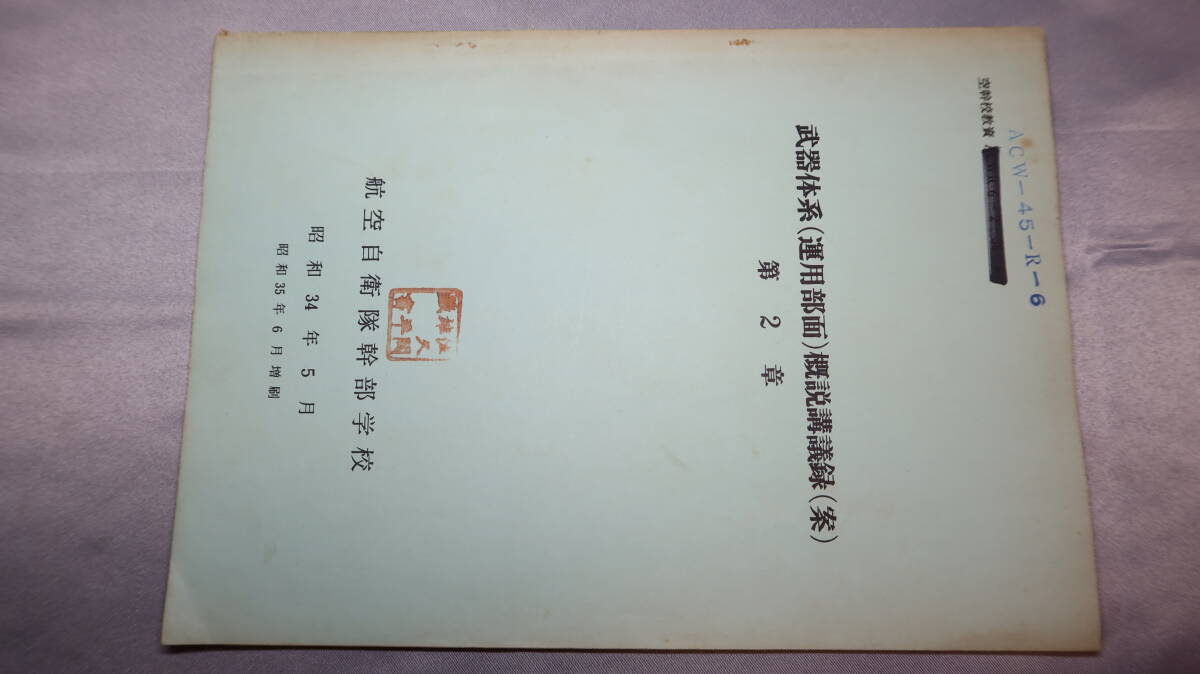 ACW-45-R-6
空幹校教資
武器体系(運用部面)概説講議録(案)
第2章
航空自衛隊幹部学校
昭和34年5月
昭和35年6月増刷